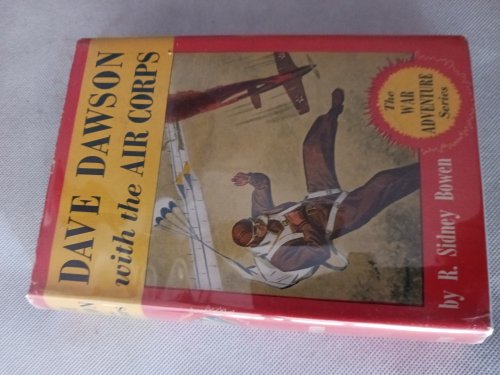 DAVE DAWSON
with the AIR CORPS
The
WAR
ADVENTURE
Series
by R. Sidney Bowen